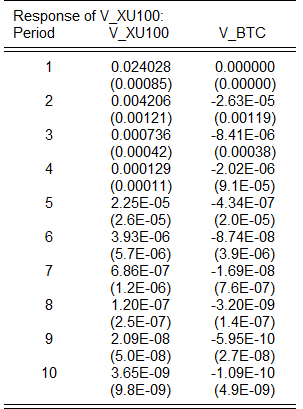 Response of V_XU100:
Period V_XU100 V_BTC
1 0.024028 0.000000
(0.00085) (0.00000)
2 0.004206 -2.63E-05
(0.00121) (0.00119)
3 0.000736 -8.41E-06
(0.00042) (0.00038)
4 0.000129 -2.02E-06
(0.00011) (9.1E-05)
5 2.25E-05 -4.34E-07
(2.6E-05) (2.0E-05)
6 3.93E-06 -8.74E-08
(5.7E-06) (3.9E-06)
7 6.86E-07 -1.69E-08
(1.2E-06) (7.6E-07)
8 1.20E-07 -3.20E-09
(2.5E-07) (1.4E-07)
9 2.09E-08 -5.95E-10
(5.0E-08) (2.7E-08)
10 3.65E-09 -1.09E-10
(9.8E-09) (4.9E-09)